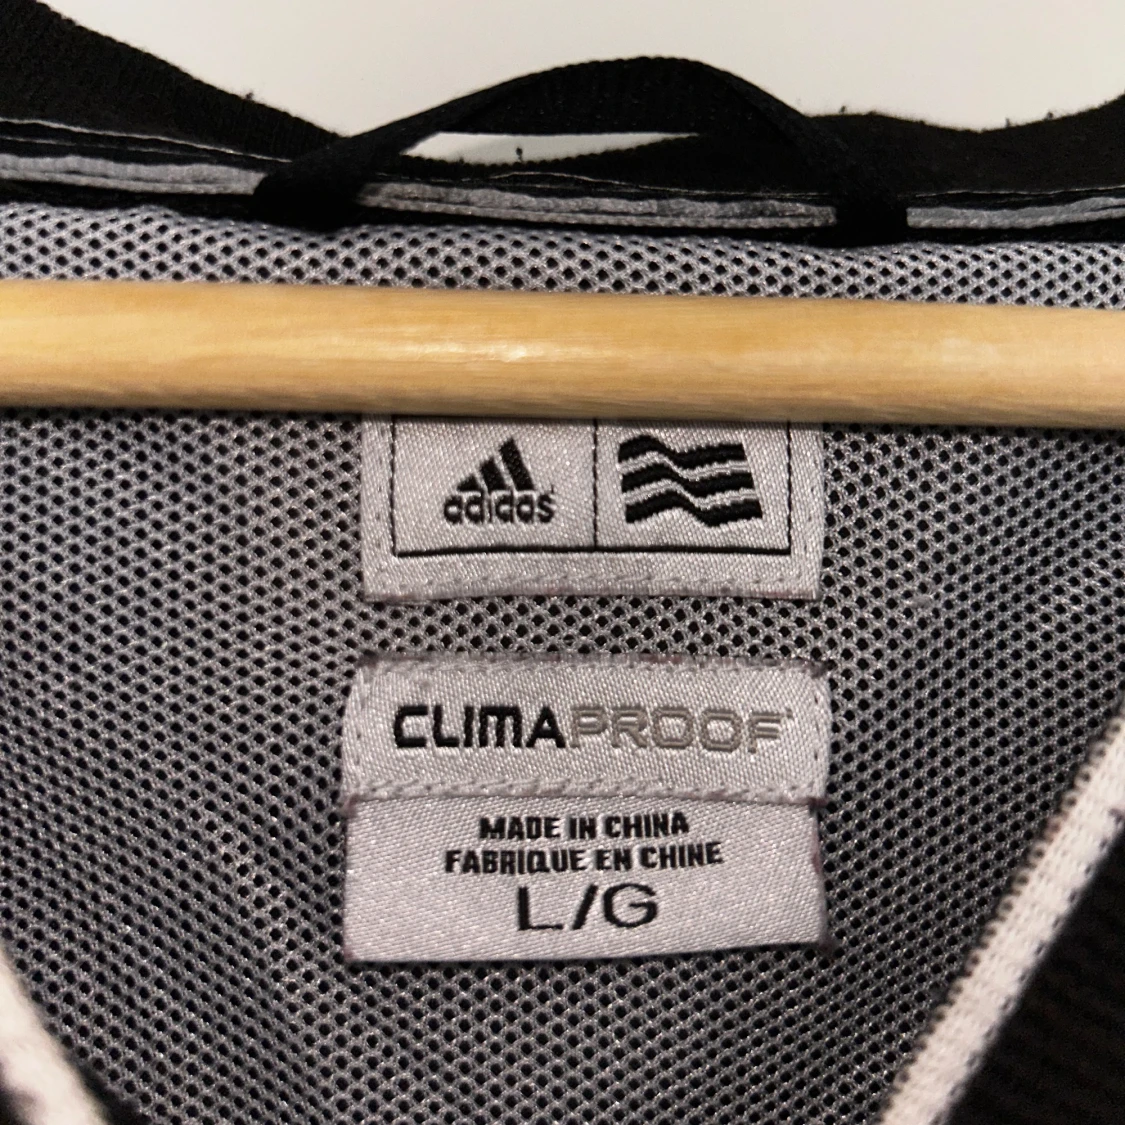 adidas
CLIMAPROOF
MADE IN CHINA
FABRIQUE EN CHINE
L/G